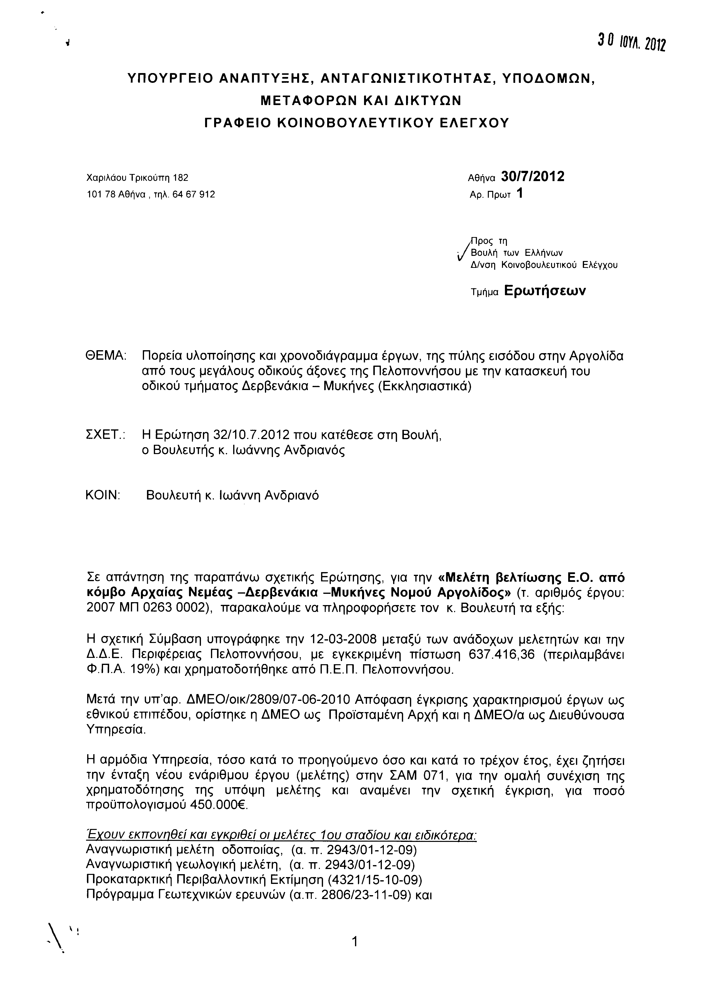 30 ΙΟΥΛ. 2012
ΥΠΟΥΡΓΕΙΟ ΑΝΑΠΤΥΞΗΣ, ΑΝΤΑΓΩΝΙΣΤΙΚΟΤΗΤΑΣ, ΥΠΟΔΟΜΩΝ,
ΜΕΤΑΦΟΡΩΝ ΚΑΙ ΔΙΚΤΥΩΝ
ΓΡΑΦΕΙΟ ΚΟΙΝΟΒΟΥΛΕΥΤΙΚΟΥ ΕΛΕΓΧΟΥ
Χαριλάου Τρικούπη 182
101 78 Αθήνα , τηλ. 64 67 912
Αθήνα 30/7/2012
Αρ. Πρωτ 1
Προς τη
Βουλή των Ελλήνων
Δ/νση Κοινοβουλευτικού Ελέγχου
Τμήμα Ερωτήσεων
ΘΕΜΑ: Πορεία υλοποίησης και χρονοδιάγραμμα έργων, της πύλης εισόδου στην Αργολίδα
από τους μεγάλους οδικούς άξονες της Πελοποννήσου με την κατασκευή του
οδικού τμήματος Δερβενάκια – Μυκήνες (Εκκλησιαστικά)
ΣΧΕΤ.: Η Ερώτηση 32/10.7.2012 που κατέθεσε στη Βουλή,
ο Βουλευτής κ. Ιωάννης Ανδριανός
ΚΟΙΝ: Βουλευτή κ. Ιωάννη Ανδριανό
Σε απάντηση της παραπάνω σχετικής Ερώτησης, για την «Μελέτη βελτίωσης Ε.Ο. από
κόμβο Αρχαίας Νεμέας –Δερβενάκια –Μυκήνες Νομού Αργολίδος» (τ. αριθμός έργου:
2007 ΜΠ 0263 0002), παρακαλούμε να πληροφορήσετε τον κ. Βουλευτή τα εξής:
Η σχετική Σύμβαση υπογράφηκε την 12-03-2008 μεταξύ των ανάδοχων μελετητών και την
Δ.Δ.Ε. Περιφέρειας Πελοποννήσου, με εγκεκριμένη πίστωση 637.416,36 (περιλαμβάνει
Φ.Π.Α. 19%) και χρηματοδοτήθηκε από Π.Ε.Π. Πελοποννήσου.
Μετά την υπ'αρ. ΔΜΕΟ/οικ/2809/07-06-2010 Απόφαση έγκρισης χαρακτηρισμού έργων ως
εθνικού επιπέδου, ορίστηκε η ΔΜΕΟ ως Προϊσταμένη Αρχή και η ΔΜΕΟ/α ως Διευθύνουσα
Υπηρεσία.
Η αρμόδια Υπηρεσία, τόσο κατά το προηγούμενο όσο και κατά το τρέχον έτος, έχει ζητήσει
την ένταξη νέου ενάριθμου έργου (μελέτης) στην ΣΑΜ 071, για την ομαλή συνέχιση της
χρηματοδότησης της υπόψη μελέτης και αναμένει την σχετική έγκριση, για ποσό
προϋπολογισμού 450.000€.
Έχουν εκπονηθεί και εγκριθεί οι μελέτες 1ου σταδίου και ειδικότερα:
Αναγνωριστική μελέτη οδοποιίας, (α. π. 2943/01-12-09)
Αναγνωριστική γεωλογική μελέτη, (α. π. 2943/01-12-09)
Προκαταρκτική Περιβαλλοντική Εκτίμηση (4321/15-10-09)
Πρόγραμμα Γεωτεχνικών ερευνών (α.π. 2806/23-11-09) και
1